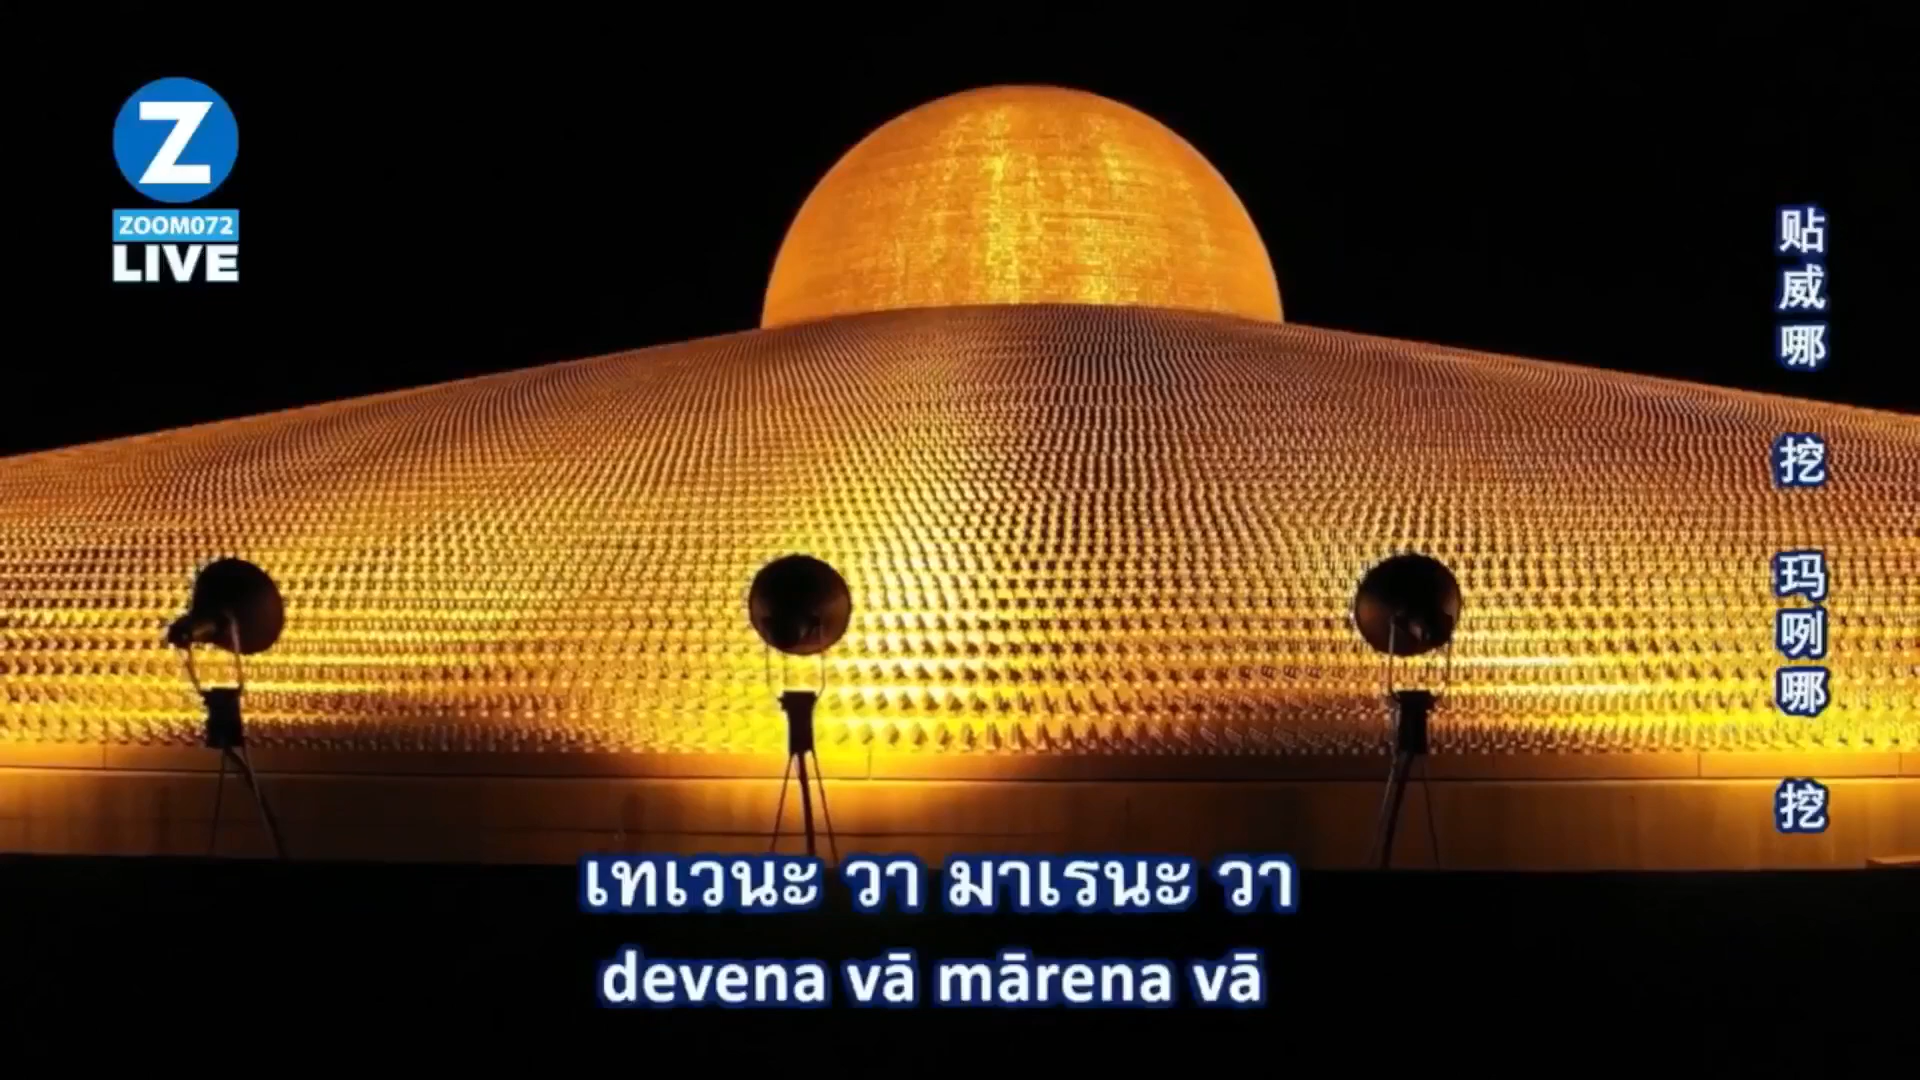 Z
ZOOM072
LIVE
贴威哪 挖 玛咧哪 挖
เทเวนะ วา มาเรนะ วา
devena vā mārena vā